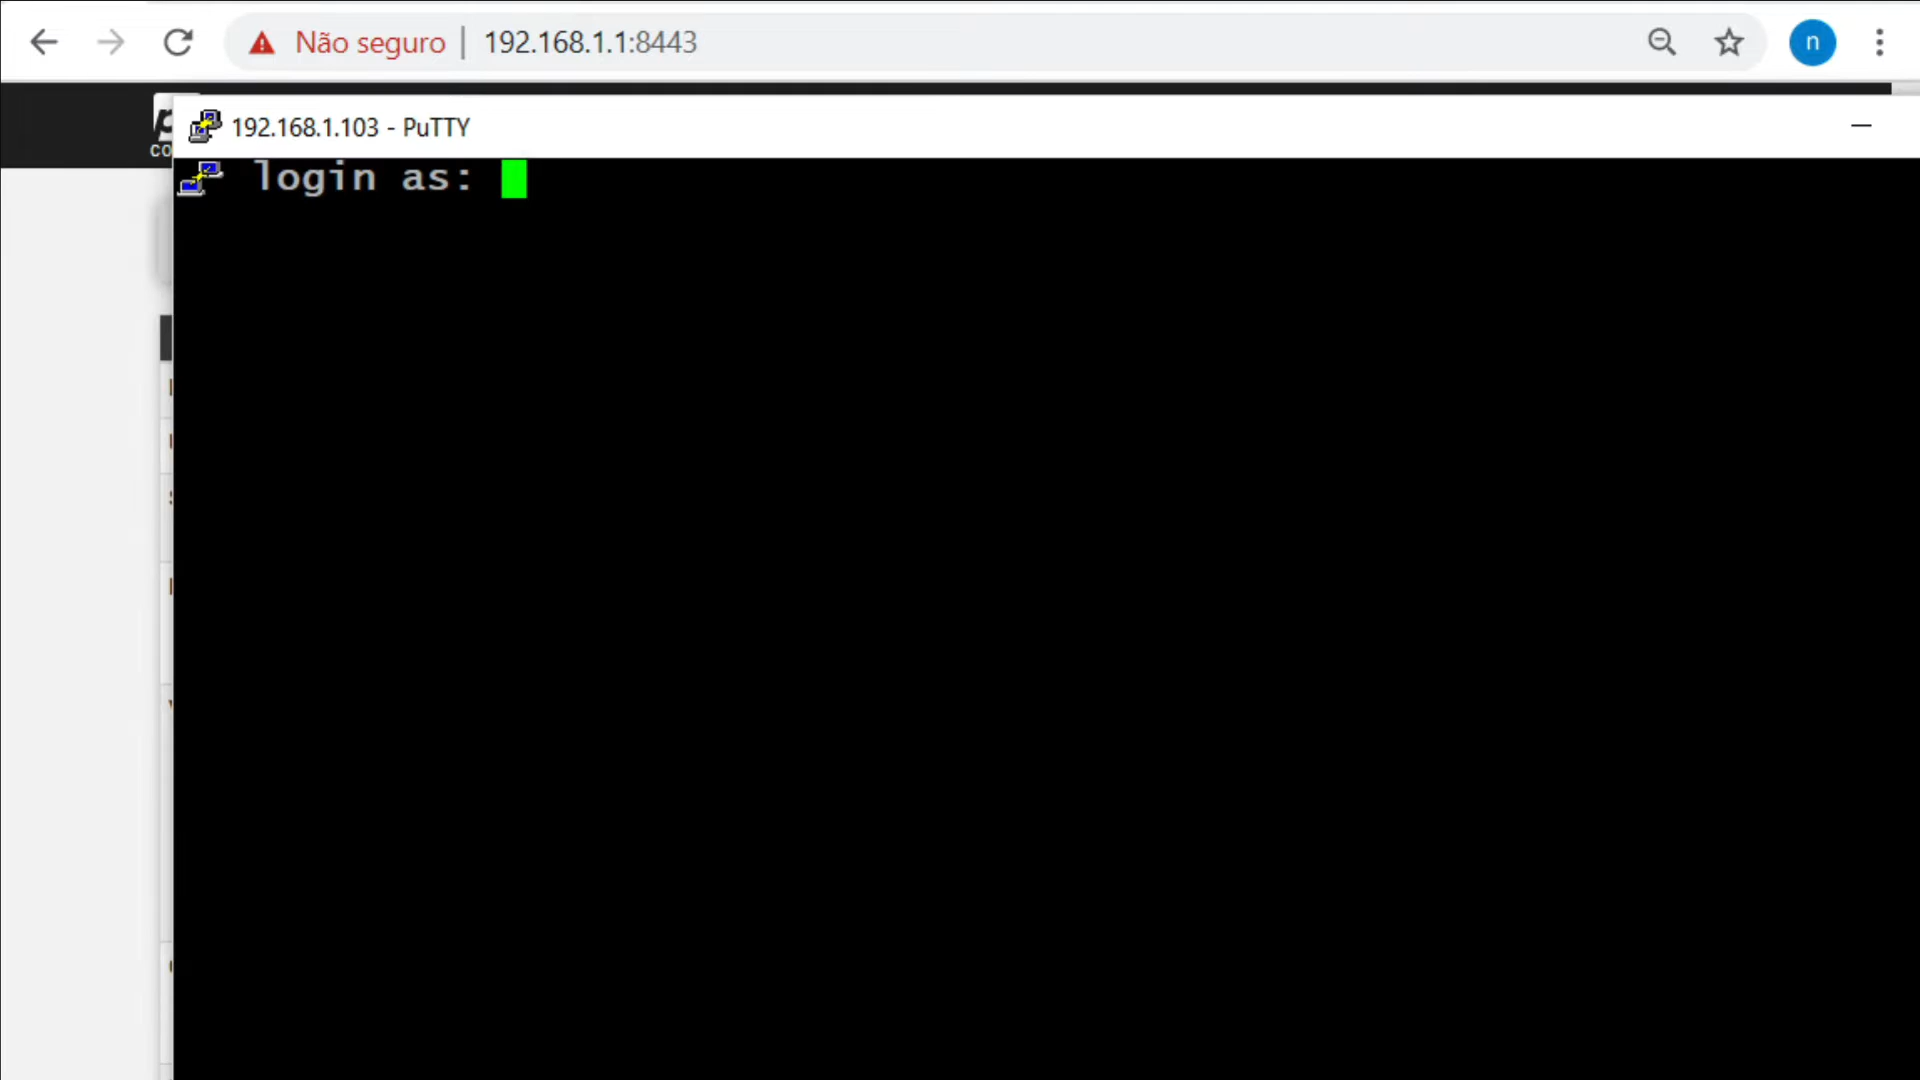 Não seguro | 192.168.1.1:8443
n
192.168.1.103 - PuTTY
login as: